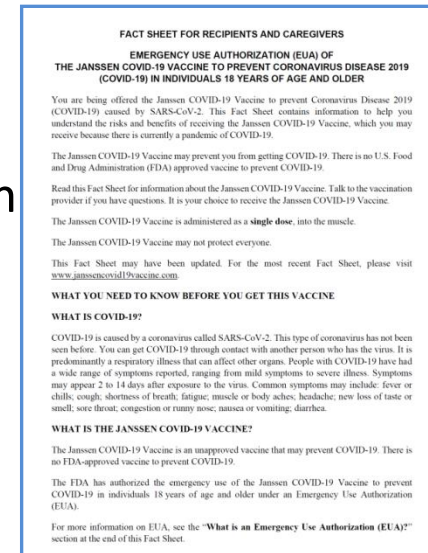 n
FACT SHEET FOR RECIPIENTS AND CAREGIVERS
EMERGENCY USE AUTHORIZATION (EUA) OF
THE JANSSEN COVID-19 VACCINE TO PREVENT CORONAVIRUS DISEASE 2019
(COVID-19) IN INDIVIDUALS 18 YEARS OF AGE AND OLDER
You are being offered the Janssen COVID-19 Vaccine to prevent Coronavirus Disease 2019
(COVID-19) caused by SARS-CoV-2. This Fact Sheet contains information to help you
understand the risks and benefits of receiving the Janssen COVID-19 Vaccine, which you may
receive because there is currently a pandemic of COVID-19.
The Janssen COVID-19 Vaccine may prevent you from getting COVID-19. There is no U.S. Food
and Drug Administration (FDA) approved vaccine to prevent COVID-19.
Read this Fact Sheet for information about the Janssen COVID-19 Vaccine. Talk to the vaccination
provider if you have questions. It is your choice to receive the Janssen COVID-19 Vaccine.
The Janssen COVID-19 Vaccine is administered as a single dose, into the muscle.
The Janssen COVID-19 Vaccine may not protect everyone.
This Fact Sheet may have been updated. For the most recent Fact Sheet, please visit
www.janssencovid19vaccine.com.
WHAT YOU NEED TO KNOW BEFORE YOU GET THIS VACCINE
WHAT IS COVID-19?
COVID-19 is caused by a coronavirus called SARS-CoV-2. This type of coronavirus has not been
seen before. You can get COVID-19 through contact with another person who has the virus. It is
predominantly a respiratory illness that can affect other organs. People with COVID-19 have had
a wide range of symptoms reported, ranging from mild symptoms to severe illness. Symptoms
may appear 2 to 14 days after exposure to the virus. Common symptoms may include: fever or
chills; cough; shortness of breath; fatigue; muscle or body aches; headache; new loss of taste or
smell; sore throat; congestion or runny nose; nausea or vomiting; diarrhea.
WHAT IS THE JANSSEN COVID-19 VACCINE?
The Janssen COVID-19 Vaccine is an unapproved vaccine that may prevent COVID-19. There is
no FDA-approved vaccine to prevent COVID-19.
The FDA has authorized the emergency use of the Janssen COVID-19 Vaccine to prevent
COVID-19 in individuals 18 years of age and older under an Emergency Use Authorization
(EUA).
For more information on EUA, see the "What is an Emergency Use Authorization (EUA)?"
section at the end of this Fact Sheet.